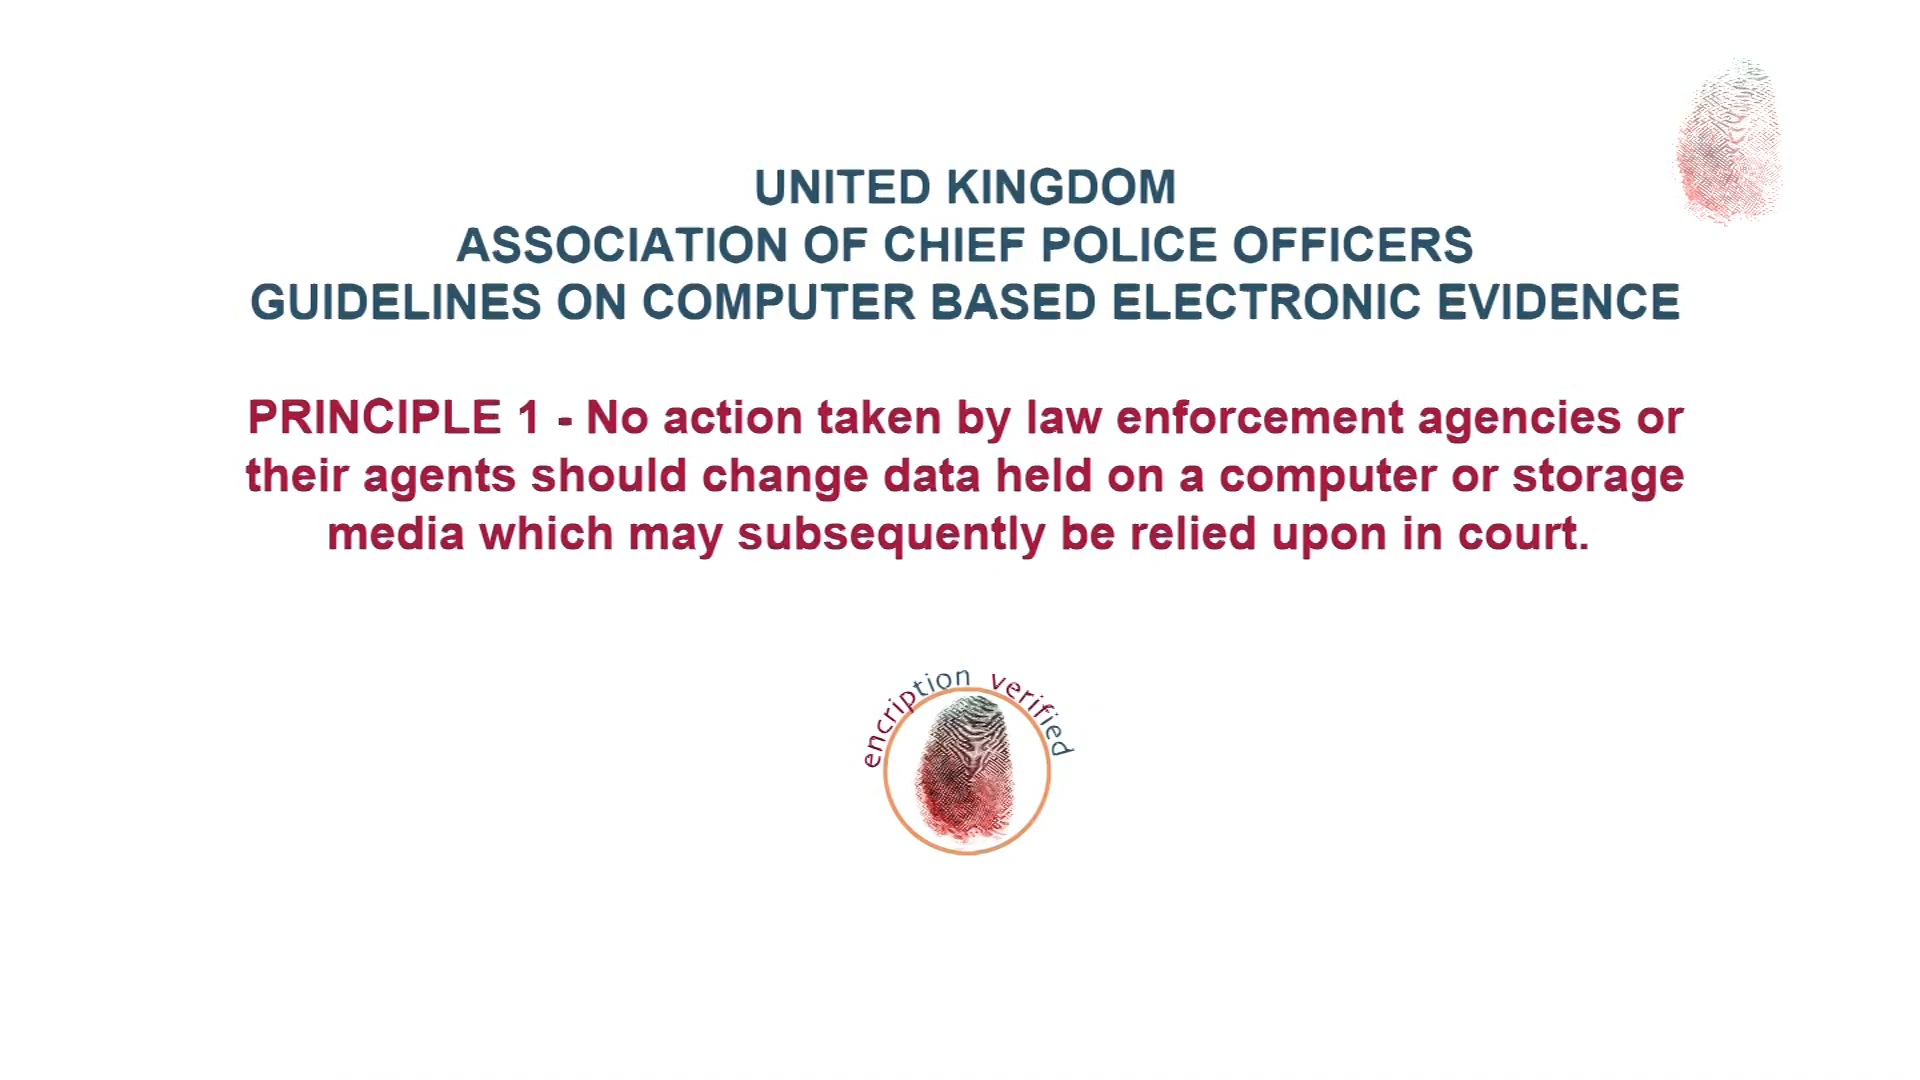 UNITED KINGDOM
ASSOCIATION OF CHIEF POLICE OFFICERS
GUIDELINES ON COMPUTER BASED ELECTRONIC EVIDENCE
PRINCIPLE 1 - No action taken by law enforcement agencies or
their agents should change data held on a computer or storage
media which may subsequently be relied upon in court.
encription verified